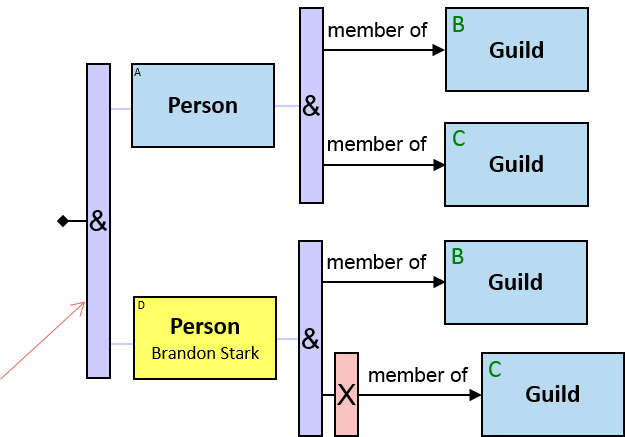 member of
B
Guild
A
Person
&
member of
C
Guild
&
member of
B
Guild
D
Person
Brandon Stark
&
X
member of
C
Guild